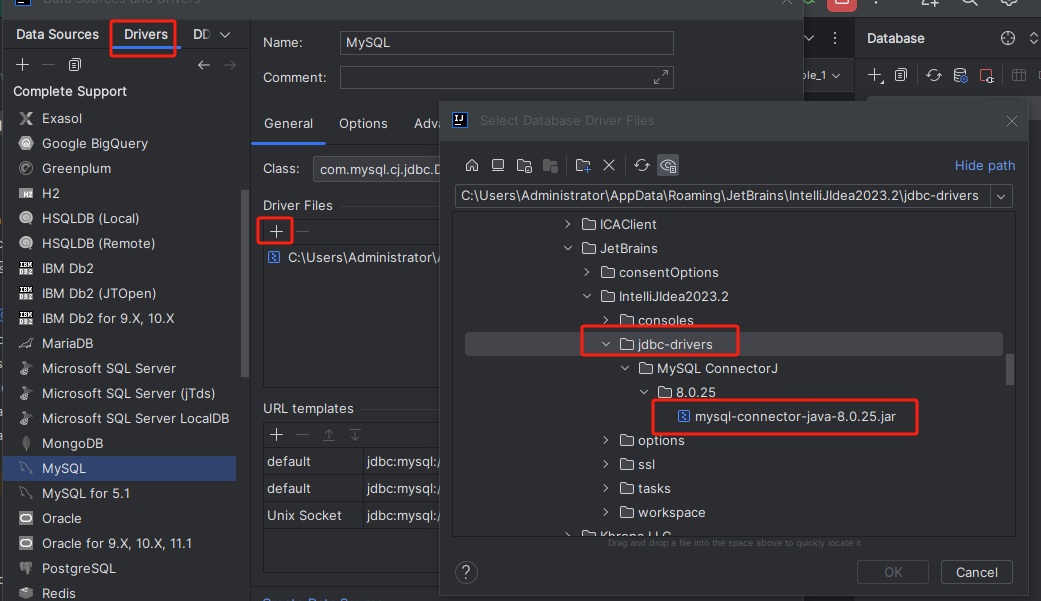 Data Sources and Drivers
Data Sources
Drivers
DD
Complete Support
Exasol
Google BigQuery
Greenplum
H2
HSQLDB (Local)
HSQLDB (Remote)
IBM Db2
IBM Db2 (JTOpen)
IBM Db2 for 9.X, 10.X
MariaDB
Microsoft SQL Server
Microsoft SQL Server (jTds)
Microsoft SQL Server LocalDB
MongoDB
MySQL
MySQL for 5.1
Oracle
Oracle for 9.X, 10.X, 11.1
PostgreSQL
Redis
Name:
MySQL
Comment:
General
Options
Adva
Class:
com.mysql.cj.jdbc.D
Driver Files
C:\Users\Administrator\A
URL templates
default
jdbc:mysql:/
default
jdbc:mysql:/
Unix Socket
jdbc:mysql:/
ole_1
Database
Select Database Driver Files
Hide path
C:\Users\Administrator\AppData\Roaming\JetBrains\IntelliJIdea2023.2\jdbc-drivers
ICAClient
JetBrains
consentOptions
IntelliJIdea2023.2
consoles
jdbc-drivers
MySQL ConnectorJ
8.0.25
mysql-connector-java-8.0.25.jar
options
ssl
tasks
workspace
Khrona LLC
Drag and drop a file into the space above to quickly locate it
?
OK
Cancel